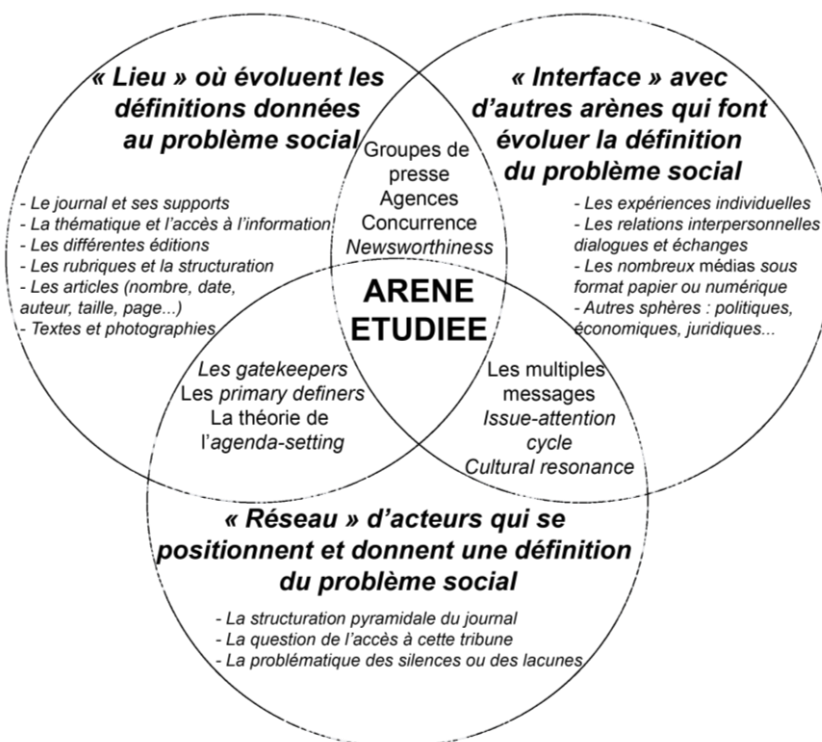 « Lieu » où évoluent les
définitions données
au problème social
- Le journal et ses supports
- La thématique et l'accès à l'information
- Les différentes éditions
- Les rubriques et la structuration
- Les articles (nombre, date,
auteur, taille, page...)
- Textes et photographies
Groupes de
presse
Agences
Concurrence
Newsworthiness
« Interface » avec
d'autres arènes qui font
évoluer la définition
du problème social
- Les expériences individuelles
- Les relations interpersonnelles
dialogues et échanges
- Les nombreux médias sous
format papier ou numérique
- Autres sphères : politiques,
économiques, juridiques...
ARENE
ETUDIEE
Les gatekeepers
Les primary definers
La théorie de
l'agenda-setting
Les multiples
messages
Issue-attention
cycle
Cultural resonance
« Réseau » d'acteurs qui se
positionnent et donnent une définition
du problème social
- La structuration pyramidale du journal
- La question de l'accès à cette tribune
- La problématique des silences ou des lacunes